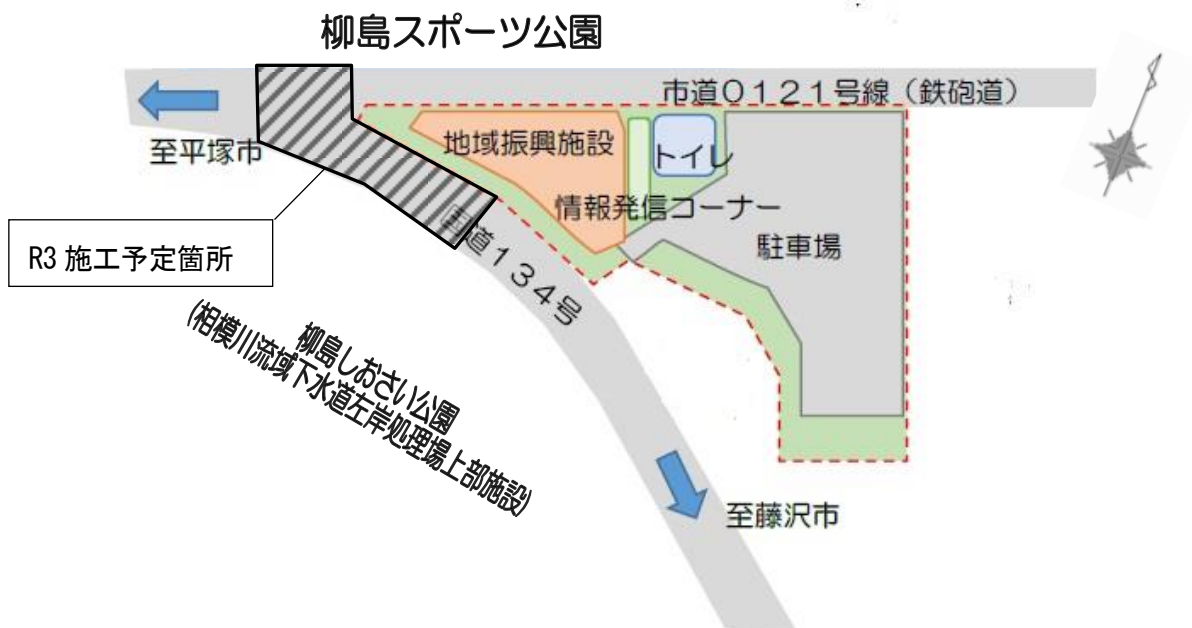 柳島スポーツ公園
市道0121号線（鉄砲道）
至平塚市
地域振興施設
トイレ
情報発信コーナー
駐車場
R3 施工予定箇所
国道134号
柳島しおさい公園
(相模川流域下水道左岸処理場上部施設)
至藤沢市